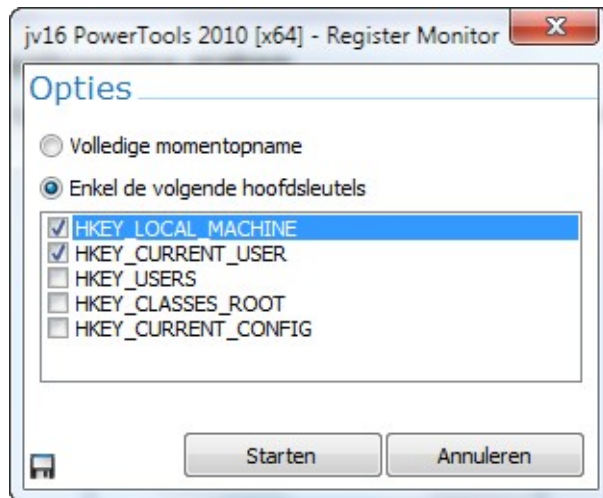 jv16 PowerTools 2010 [x64] - Register Monitor
Opties
Volledige momentopname
Enkel de volgende hoofdsleutels
HKEY_LOCAL_MACHINE
HKEY_CURRENT_USER
HKEY_USERS
HKEY_CLASSES_ROOT
HKEY_CURRENT_CONFIG
Starten
Annuleren